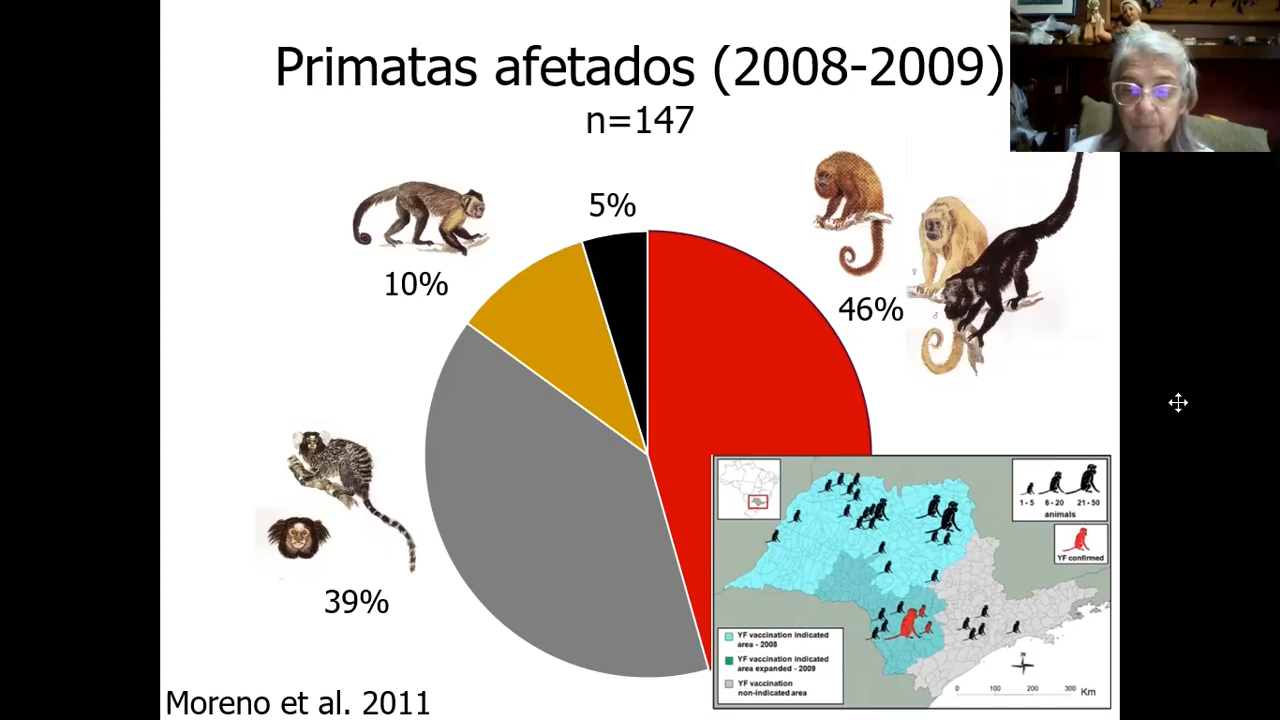 Primatas afetados (2008-2009)
n=147
5%
10%
46%
39%
1 - 5
6 - 20
21 - 50
animals
YF confirmed
YF vaccination indicated
area - 2008
YF vaccination indicated
area expanded - 2009
YF vaccination
non-indicated area
0
100
200
300
Km
Moreno et al. 2011